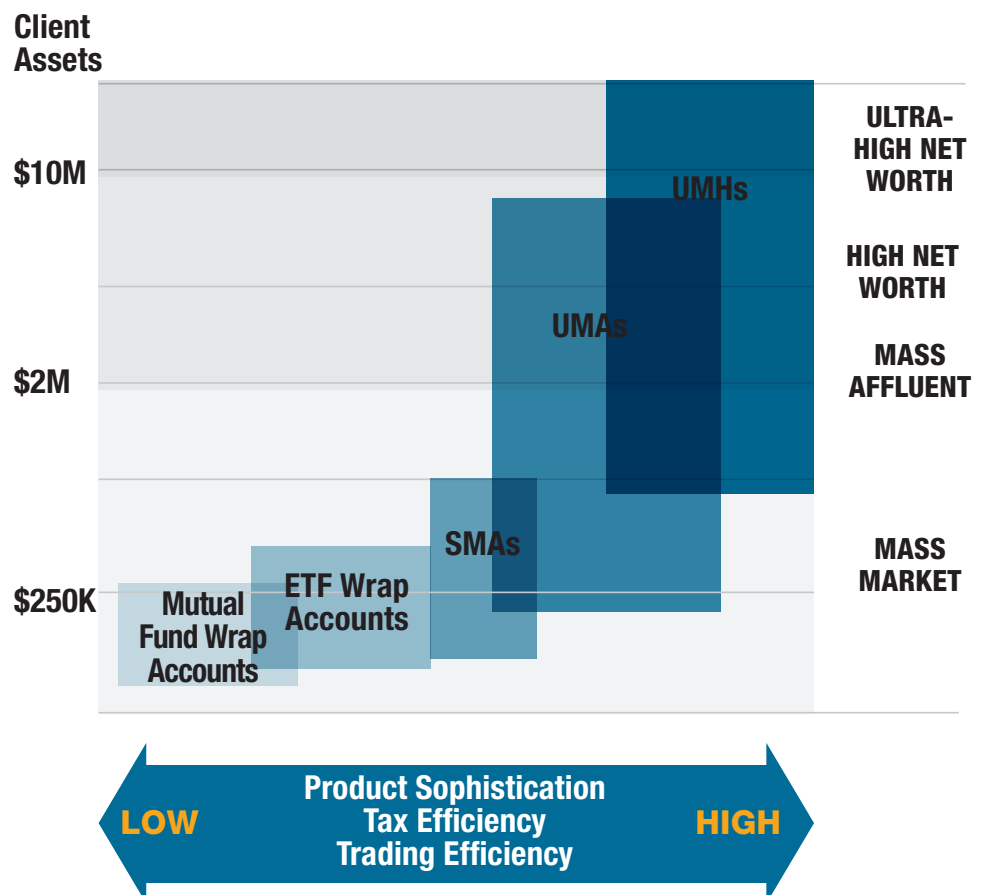 Client
Assets
$10M
$2M
$250K
UMHs
UMAs
SMAs
ETF Wrap
Accounts
Mutual
Fund Wrap
Accounts
ULTRA-
HIGH NET
WORTH
HIGH NET
WORTH
MASS
AFFLUENT
MASS
MARKET
LOW
Product Sophistication
Tax Efficiency
Trading Efficiency
HIGH